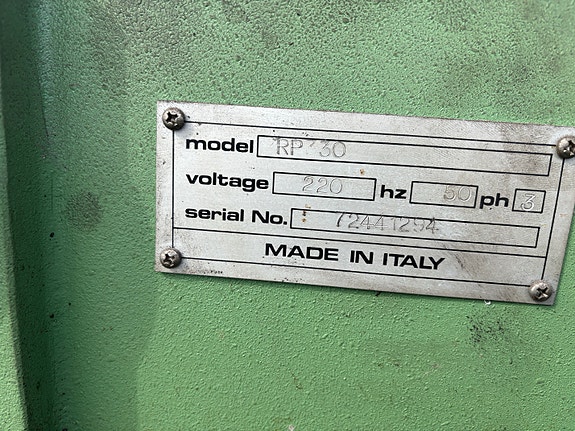 model RP 30
voltage 220 hz 50 ph 3
serial No. 72441294
MADE IN ITALY